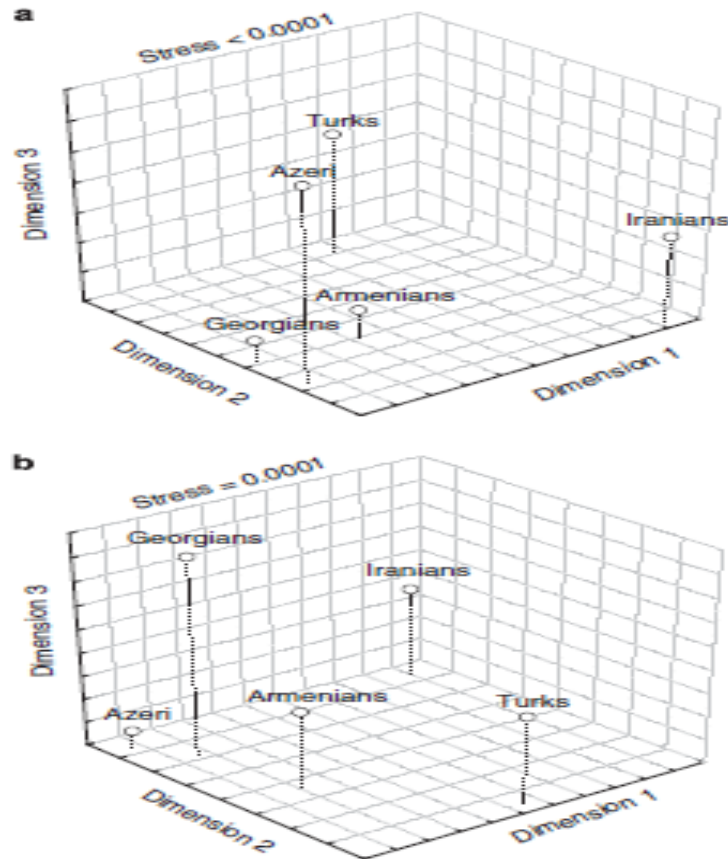 a
Stress < 0.0001
Turks
Azeri
Iranians
Armenians
Georgians
Dimension 3
Dimension 2
Dimension 1
b
Stress = 0.0001
Georgians
Iranians
Armenians
Turks
Azeri
Dimension 3
Dimension 2
Dimension 1